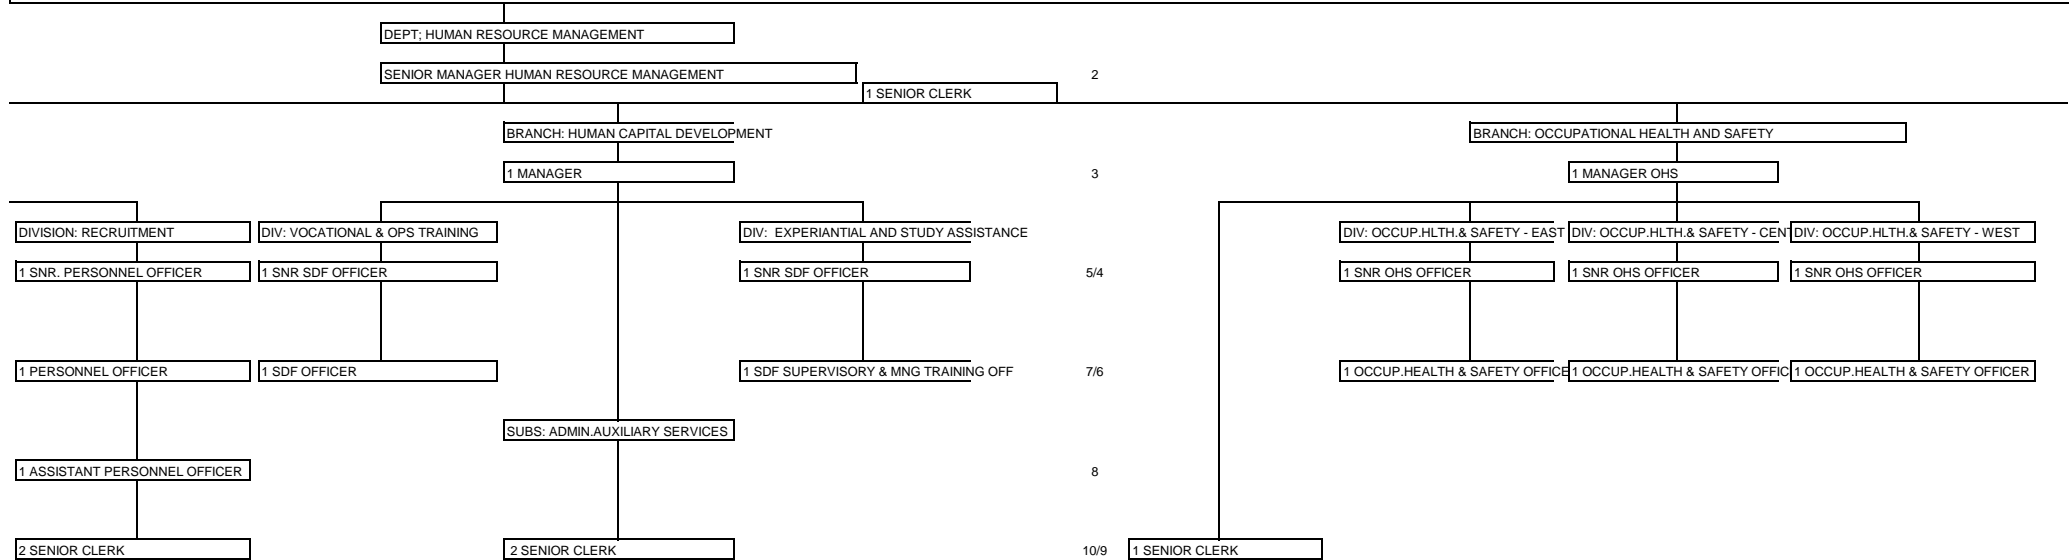 DEPT; HUMAN RESOURCE MANAGEMENT
SENIOR MANAGER HUMAN RESOURCE MANAGEMENT 2
1 SENIOR CLERK
BRANCH: HUMAN CAPITAL DEVELOPMENT BRANCH: OCCUPATIONAL HEALTH AND SAFETY
1 MANAGER 3 1 MANAGER OHS
DIVISION: RECRUITMENT DIV: VOCATIONAL & OPS TRAINING DIV: EXPERIANTIAL AND STUDY ASSISTANCE DIV: OCCUP.HLTH.& SAFETY - EAST DIV: OCCUP.HLTH.& SAFETY - CENT DIV: OCCUP.HLTH.& SAFETY - WEST
1 SNR. PERSONNEL OFFICER 1 SNR SDF OFFICER 1 SNR SDF OFFICER 5/4 1 SNR OHS OFFICER 1 SNR OHS OFFICER 1 SNR OHS OFFICER
1 PERSONNEL OFFICER 1 SDF OFFICER 1 SDF SUPERVISORY & MNG TRAINING OFF 7/6 1 OCCUP.HEALTH & SAFETY OFFICE 1 OCCUP.HEALTH & SAFETY OFFIC 1 OCCUP.HEALTH & SAFETY OFFICER
SUBS: ADMIN.AUXILIARY SERVICES
1 ASSISTANT PERSONNEL OFFICER 8
2 SENIOR CLERK 2 SENIOR CLERK 10/9 1 SENIOR CLERK